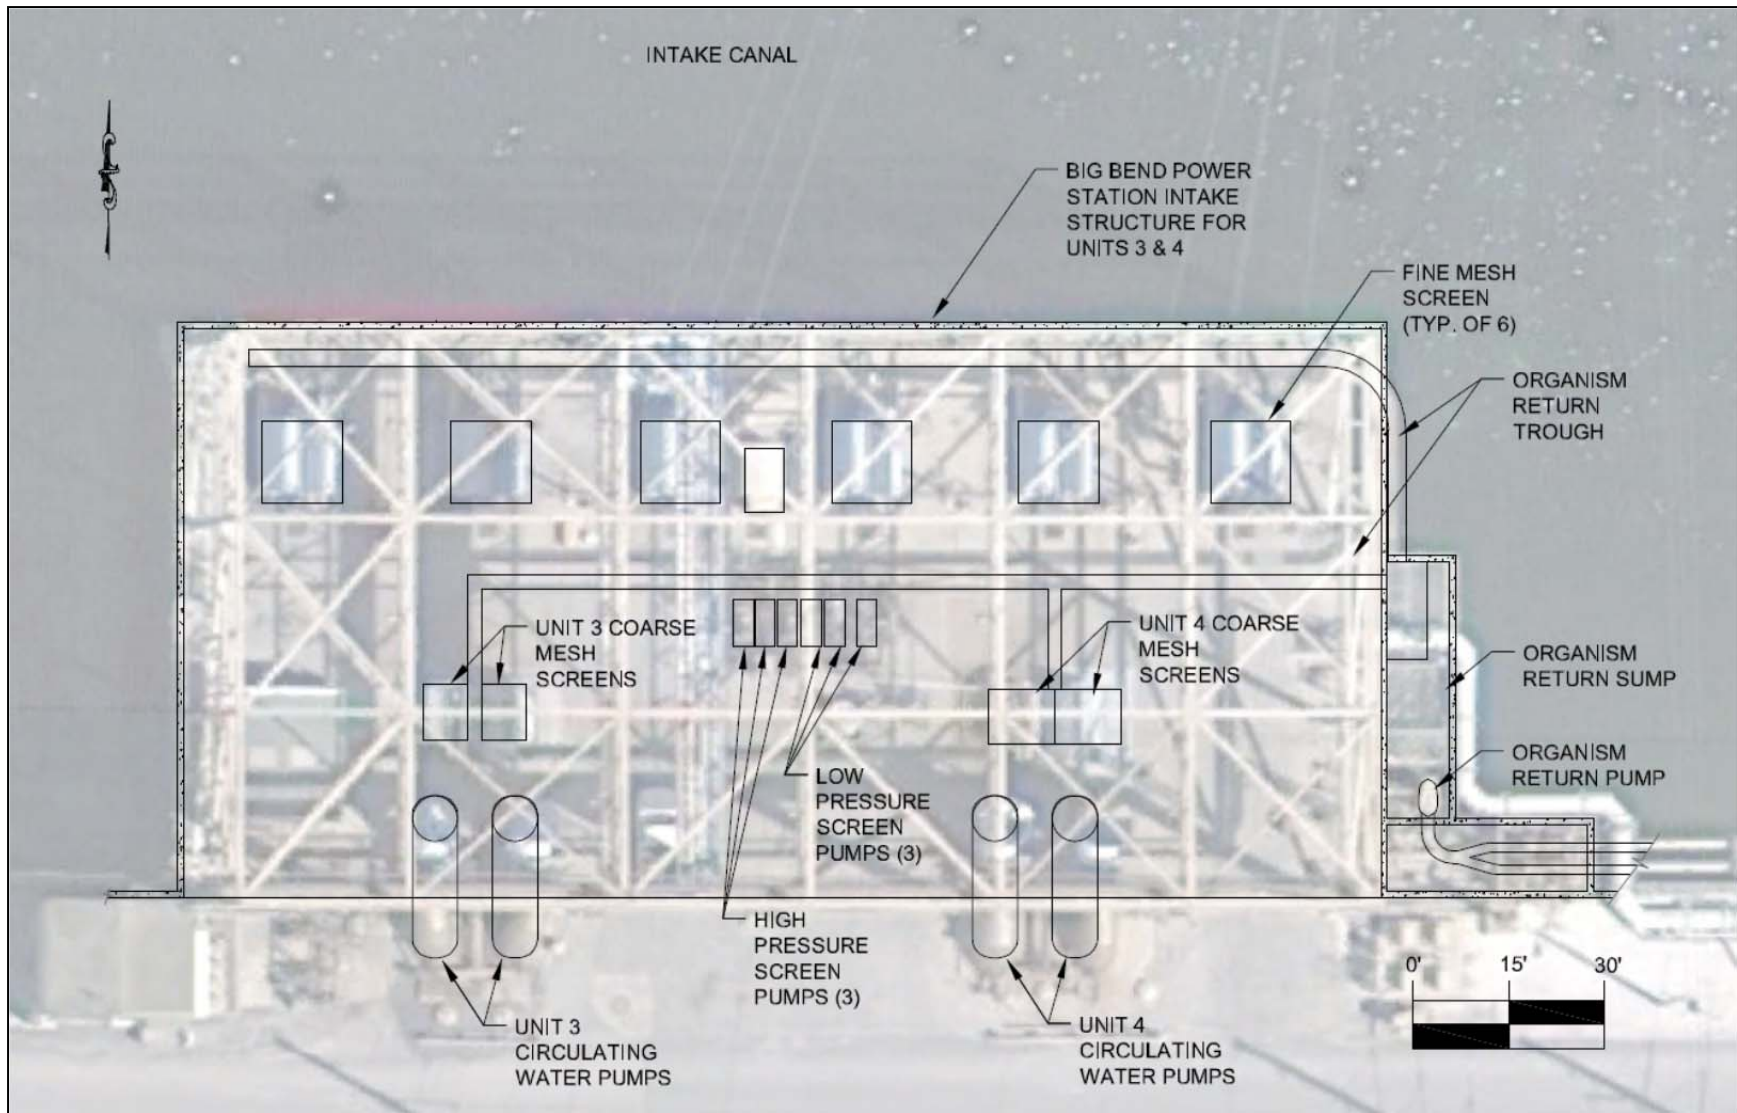 INTAKE CANAL
BIG BEND POWER
STATION INTAKE
STRUCTURE FOR
UNITS 3 & 4
FINE MESH
SCREEN
(TYP. OF 6)
ORGANISM
RETURN
TROUGH
UNIT 3 COARSE
MESH
SCREENS
UNIT 4 COARSE
MESH
SCREENS
ORGANISM
RETURN SUMP
ORGANISM
RETURN PUMP
LOW
PRESSURE
SCREEN
PUMPS (3)
HIGH
PRESSURE
SCREEN
PUMPS (3)
0' 15' 30'
UNIT 3
CIRCULATING
WATER PUMPS
UNIT 4
CIRCULATING
WATER PUMPS